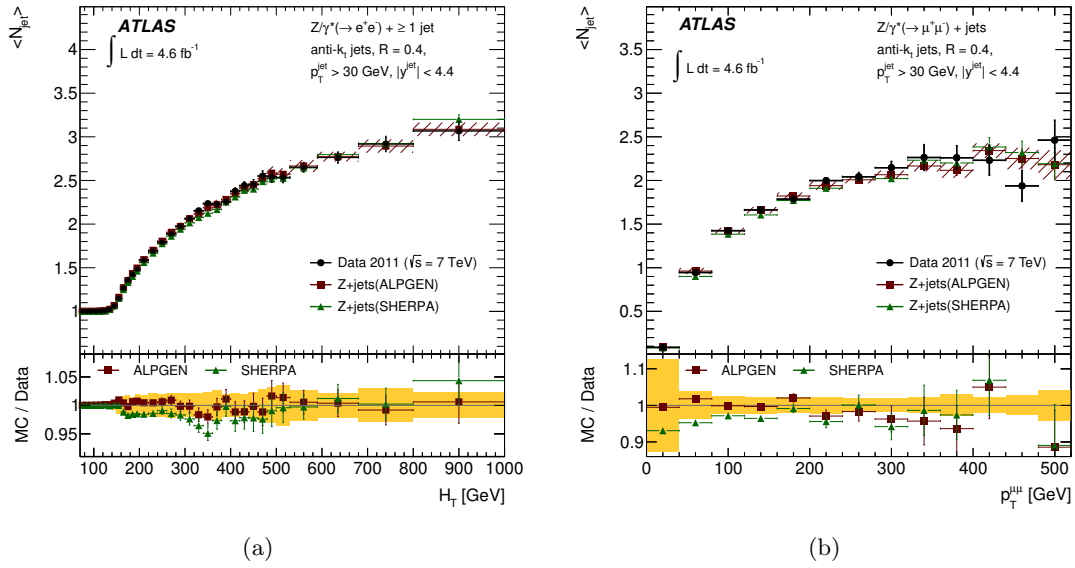 <N_jet>
ATLAS
∫ L dt = 4.6 fb⁻¹
Z/γ*(→ e⁺e⁻) + ≥ 1 jet
anti-k_t jets, R = 0.4,
p_T^jet > 30 GeV, |y^jet| < 4.4
4
3.5
3
2.5
2
1.5
1
Data 2011 (√s = 7 TeV)
Z+jets(ALPGEN)
Z+jets(SHERPA)
MC / Data
ALPGEN SHERPA
1.05
1.00
0.95
100 200 300 400 500 600 700 800 900 1000
H_T [GeV]
(a)
<N_jet>
ATLAS
∫ L dt = 4.6 fb⁻¹
Z/γ*(→ μ⁺μ⁻) + jets
anti-k_t jets, R = 0.4,
p_T^jet > 30 GeV, |y^jet| < 4.4
3.5
3
2.5
2
1.5
1
0.5
Data 2011 (√s = 7 TeV)
Z+jets(ALPGEN)
Z+jets(SHERPA)
MC / Data
ALPGEN SHERPA
1.1
1.0
0.9
0 100 200 300 400 500
p_T^μμ [GeV]
(b)